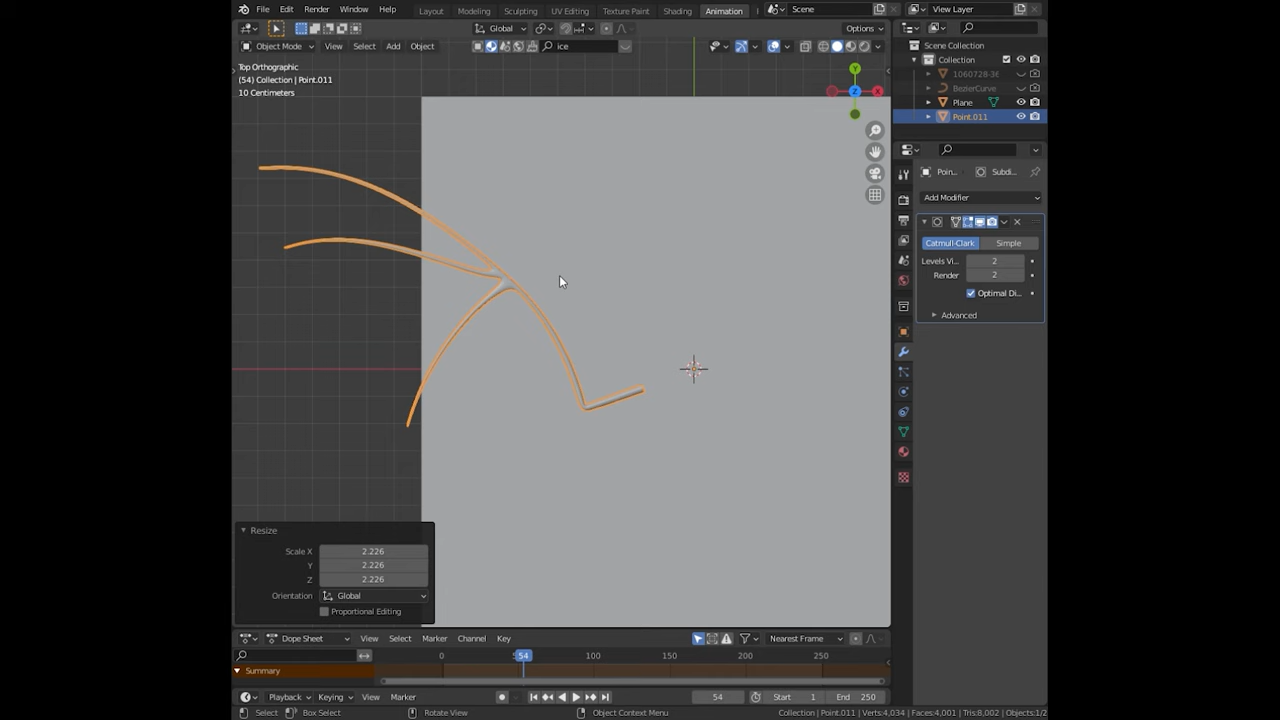 File Edit Render Window Help Layout Modeling Sculpting UV Editing Texture Paint Shading Animation Scene View Layer
Global Options
Object Mode View Select Add Object ice
Top Orthographic
(54) Collection | Point.011
10 Centimeters
Y
X
Z
Scene Collection
Collection
1060728-36
BezierCurve
Plane
Point.011
Poin... Subdi...
Add Modifier
Catmull-Clark Simple
Levels Vi... 2
Render 2
Optimal Di...
Advanced
Resize
Scale X 2.226
Y 2.226
Z 2.226
Orientation Global
Proportional Editing
Dope Sheet View Select Marker Channel Key Nearest Frame
0 54 100 150 200 250
Summary
Playback Keying View Marker 54 Start 1 End 250
Select Box Select Rotate View Object Context Menu Collection | Point.011 | Verts:4,034 | Faces:4,001 | Tris:8,002 | Objects:1/2